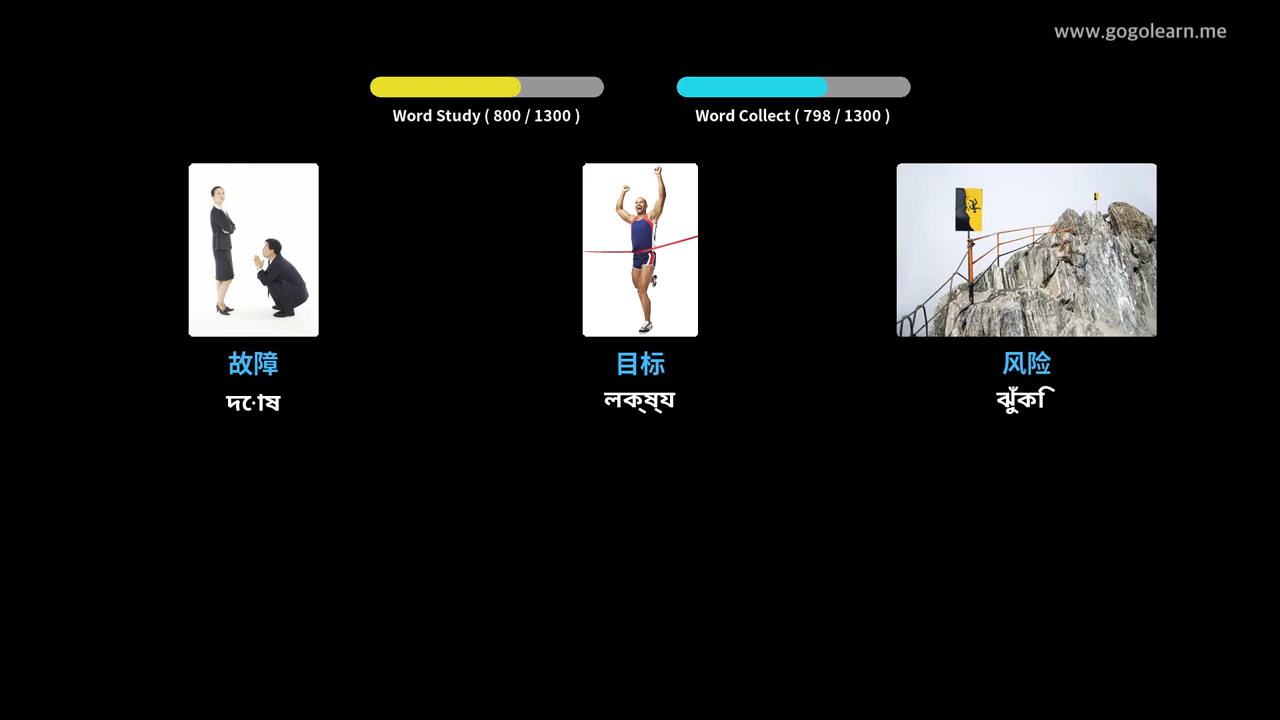 www.gogolearn.me
Word Study ( 800 / 1300 )
Word Collect ( 798 / 1300 )
故障
目标
风险
দোষ
লক্ষ্য
ঝুঁকি